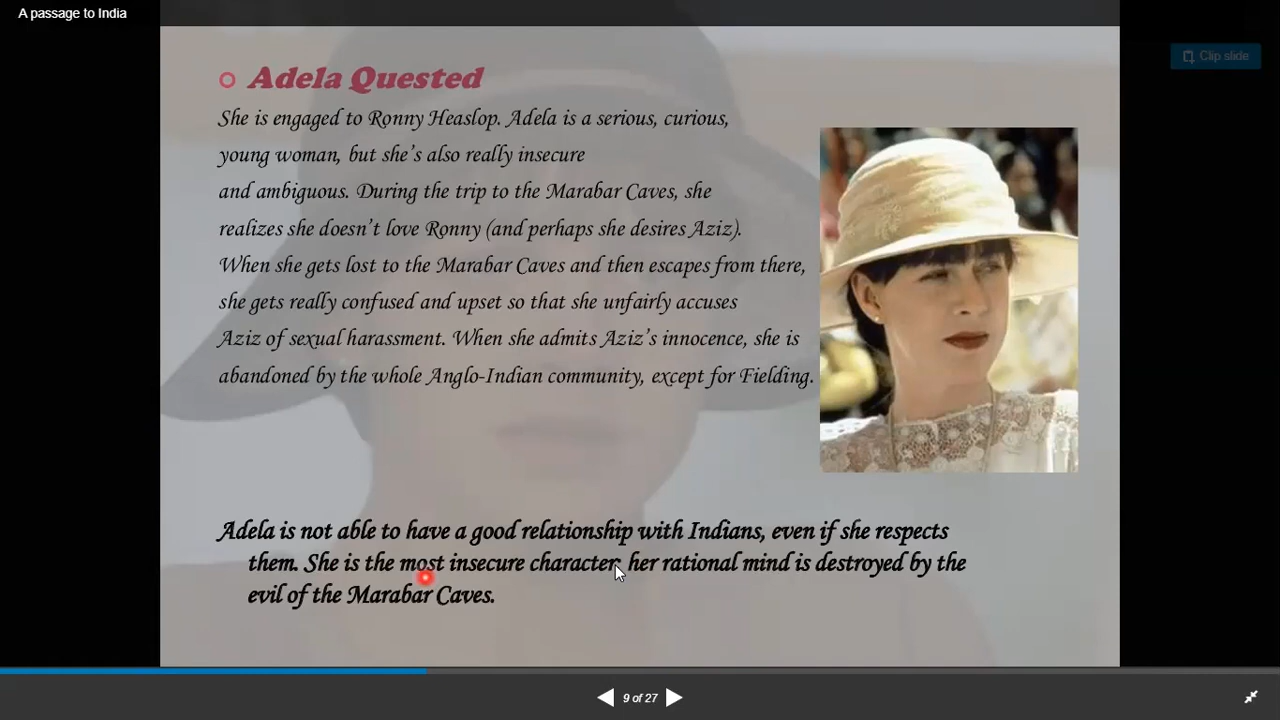 A passage to India
Clip slide
Adela Quested
She is engaged to Ronny Heaslop. Adela is a serious, curious,
young woman, but she's also really insecure
and ambiguous. During the trip to the Marabar Caves, she
realizes she doesn't love Ronny (and perhaps she desires Aziz).
When she gets lost to the Marabar Caves and then escapes from there,
she gets really confused and upset so that she unfairly accuses
Aziz of sexual harassment. When she admits Aziz's innocence, she is
abandoned by the whole Anglo-Indian community, except for Fielding.
Adela is not able to have a good relationship with Indians, even if she respects
them. She is the most insecure character; her rational mind is destroyed by the
evil of the Marabar Caves.
9 of 27